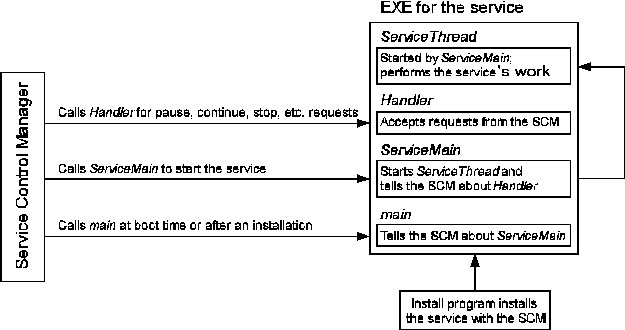 EXE for the service
ServiceThread
Started by ServiceMain;
performs the service's work
Handler
Accepts requests from the SCM
ServiceMain
Starts ServiceThread and
tells the SCM about Handler
main
Tells the SCM about ServiceMain
Service Control Manager
Calls Handler for pause, continue, stop, etc. requests
Calls ServiceMain to start the service
Calls main at boot time or after an installation
Install program installs
the service with the SCM